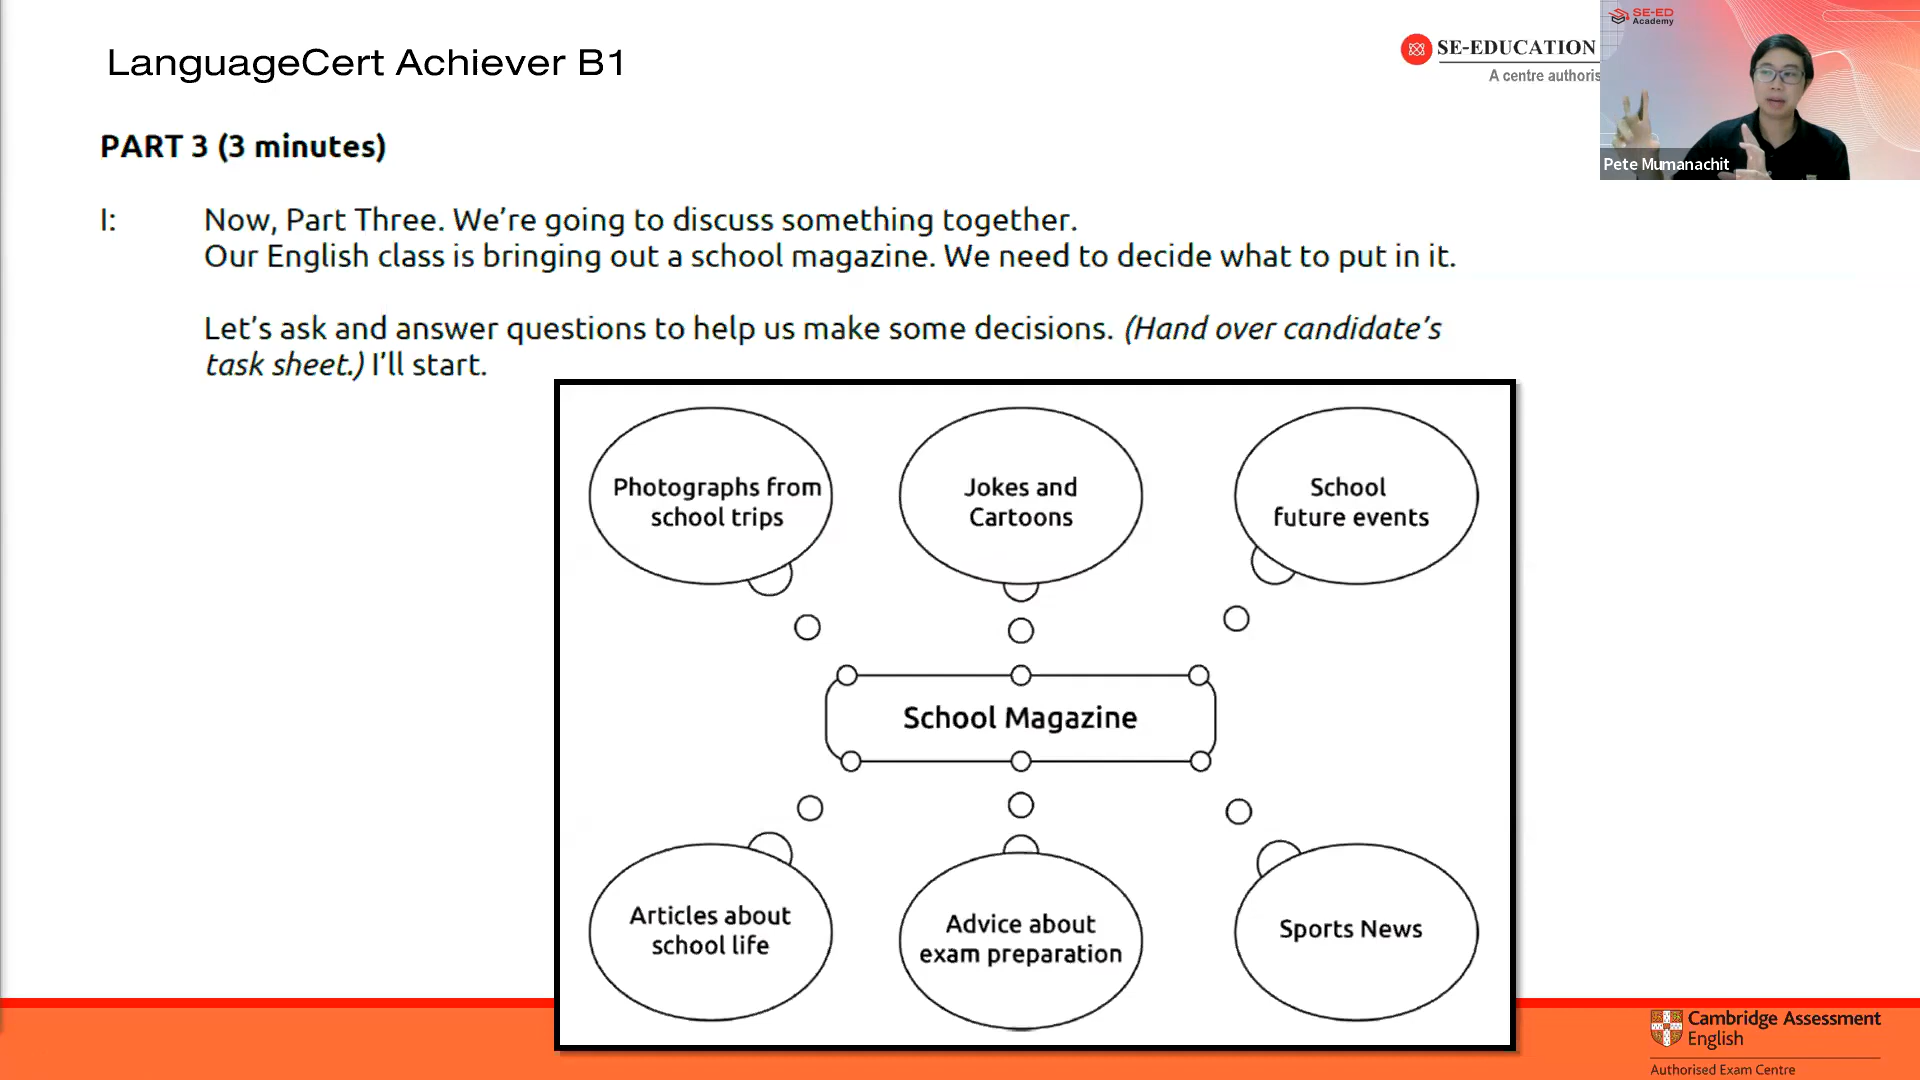 LanguageCert Achiever B1
SE-EDUCATION
A centre authoris
SE-ED
Academy
Pete Mumanachit
PART 3 (3 minutes)
I: Now, Part Three. We’re going to discuss something together.
Our English class is bringing out a school magazine. We need to decide what to put in it.
Let’s ask and answer questions to help us make some decisions. (Hand over candidate’s
task sheet.) I’ll start.
Photographs from
school trips
Jokes and
Cartoons
School
future events
School Magazine
Articles about
school life
Advice about
exam preparation
Sports News
Cambridge Assessment
English
Authorised Exam Centre